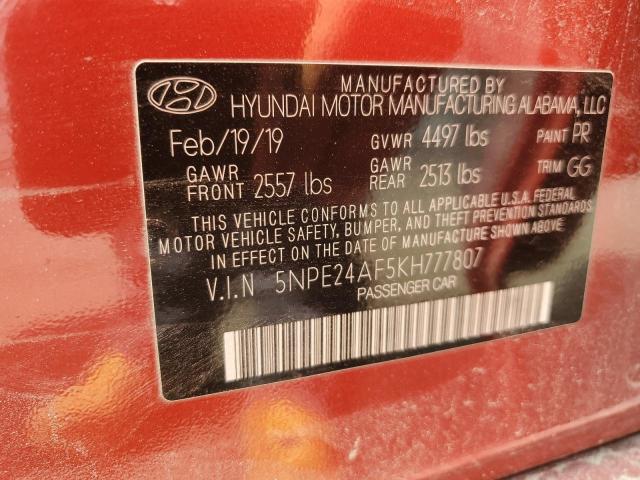 MANUFACTURED BY
HYUNDAI MOTOR MANUFACTURING ALABAMA, LLC
Feb/19/19 GVWR 4497 lbs PAINT PR
GAWR FRONT 2557 lbs GAWR REAR 2513 lbs TRIM GG
THIS VEHICLE CONFORMS TO ALL APPLICABLE U.S.A. FEDERAL
MOTOR VEHICLE SAFETY, BUMPER, AND THEFT PREVENTION STANDARDS
IN EFFECT ON THE DATE OF MANUFACTURE SHOWN ABOVE.
V.I.N 5NPE24AF5KH777807
PASSENGER CAR